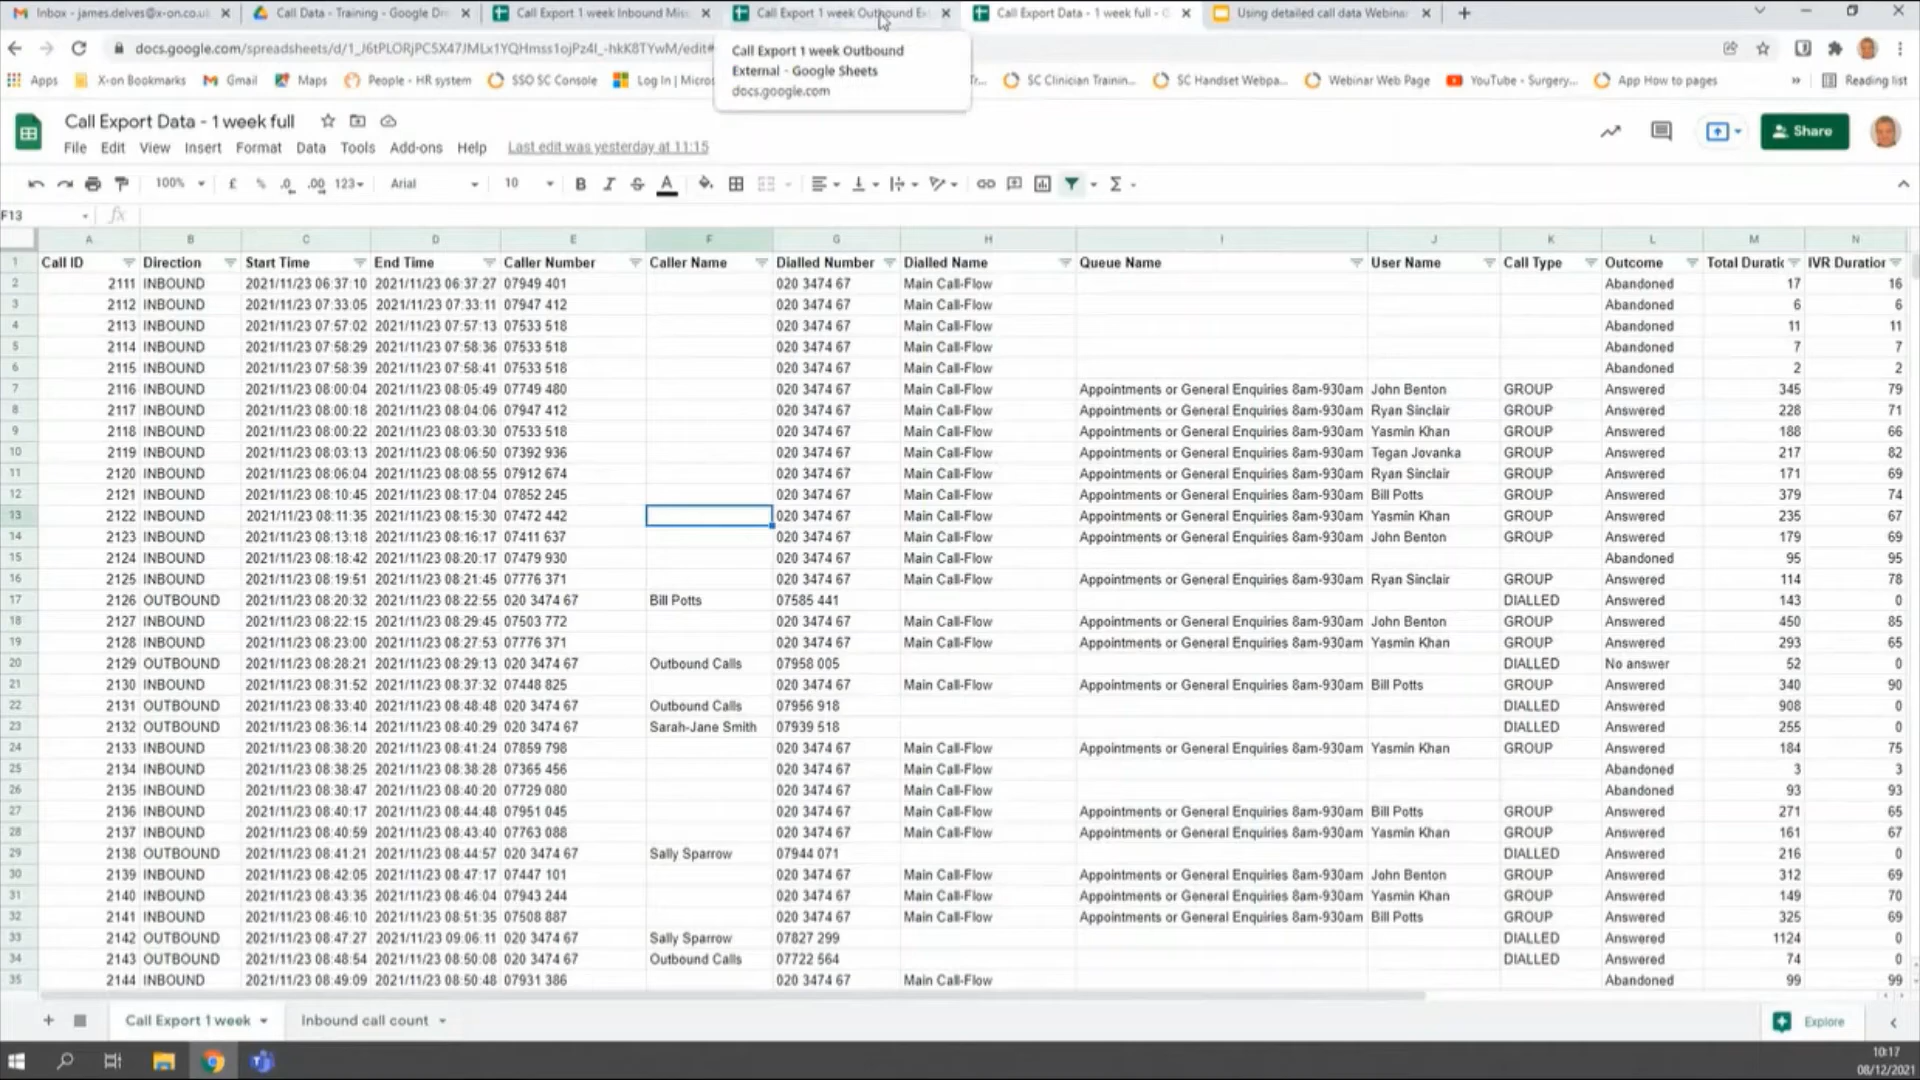 Inbox - james.delves@x-on.co.u
Call Data - Training - Google Dri
Call Export 1 week Inbound Mis
Call Export 1 week Outbound Ex
Call Export Data - 1 week full - G
Using detailed call data Webinar
docs.google.com/spreadsheets/d/1_J6tPLORjPC5X47JMLx1YQHmss1ojPz4I_-hkK8TYwM/edit#
Call Export 1 week Outbound
External - Google Sheets
docs.google.com
Apps X-on Bookmarks Gmail Maps People - HR system SSO SC Console Log In | Micros SC Clinician Trainin... SC Handset Webpa... Webinar Web Page YouTube - Surgery... App How to pages » Reading list
Call Export Data - 1 week full
File Edit View Insert Format Data Tools Add-ons Help Last edit was yesterday at 11:15
Share
100% £ % .0 .00 123 Arial 10 B I S A
F13 fx
A B C D E F G H I J K L M N
1 Call ID Direction Start Time End Time Caller Number Caller Name Dialled Number Dialled Name Queue Name User Name Call Type Outcome Total Duratic IVR Duration
2 2111 INBOUND 2021/11/23 06:37:10 2021/11/23 06:37:27 07949 401 020 3474 67 Main Call-Flow Abandoned 17 16
3 2112 INBOUND 2021/11/23 07:33:05 2021/11/23 07:33:11 07947 412 020 3474 67 Main Call-Flow Abandoned 6 6
4 2113 INBOUND 2021/11/23 07:57:02 2021/11/23 07:57:13 07533 518 020 3474 67 Main Call-Flow Abandoned 11 11
5 2114 INBOUND 2021/11/23 07:58:29 2021/11/23 07:58:36 07533 518 020 3474 67 Main Call-Flow Abandoned 7 7
6 2115 INBOUND 2021/11/23 07:58:39 2021/11/23 07:58:41 07533 518 020 3474 67 Main Call-Flow Abandoned 2 2
7 2116 INBOUND 2021/11/23 08:00:04 2021/11/23 08:05:49 07749 480 020 3474 67 Main Call-Flow Appointments or General Enquiries 8am-930am John Benton GROUP Answered 345 79
8 2117 INBOUND 2021/11/23 08:00:18 2021/11/23 08:04:06 07947 412 020 3474 67 Main Call-Flow Appointments or General Enquiries 8am-930am Ryan Sinclair GROUP Answered 228 71
9 2118 INBOUND 2021/11/23 08:00:22 2021/11/23 08:03:30 07533 518 020 3474 67 Main Call-Flow Appointments or General Enquiries 8am-930am Yasmin Khan GROUP Answered 188 66
10 2119 INBOUND 2021/11/23 08:03:13 2021/11/23 08:06:50 07392 936 020 3474 67 Main Call-Flow Appointments or General Enquiries 8am-930am Tegan Jovanka GROUP Answered 217 82
11 2120 INBOUND 2021/11/23 08:06:04 2021/11/23 08:08:55 07912 674 020 3474 67 Main Call-Flow Appointments or General Enquiries 8am-930am Ryan Sinclair GROUP Answered 171 69
12 2121 INBOUND 2021/11/23 08:10:45 2021/11/23 08:17:04 07852 245 020 3474 67 Main Call-Flow Appointments or General Enquiries 8am-930am Bill Potts GROUP Answered 379 74
13 2122 INBOUND 2021/11/23 08:11:35 2021/11/23 08:15:30 07472 442 020 3474 67 Main Call-Flow Appointments or General Enquiries 8am-930am Yasmin Khan GROUP Answered 235 67
14 2123 INBOUND 2021/11/23 08:13:18 2021/11/23 08:16:17 07411 637 020 3474 67 Main Call-Flow Appointments or General Enquiries 8am-930am John Benton GROUP Answered 179 69
15 2124 INBOUND 2021/11/23 08:18:42 2021/11/23 08:20:17 07479 930 020 3474 67 Main Call-Flow Abandoned 95 95
16 2125 INBOUND 2021/11/23 08:19:51 2021/11/23 08:21:45 07776 371 020 3474 67 Main Call-Flow Appointments or General Enquiries 8am-930am Ryan Sinclair GROUP Answered 114 78
17 2126 OUTBOUND 2021/11/23 08:20:32 2021/11/23 08:22:55 020 3474 67 Bill Potts 07585 441 DIALLED Answered 143 0
18 2127 INBOUND 2021/11/23 08:22:15 2021/11/23 08:29:45 07503 772 020 3474 67 Main Call-Flow Appointments or General Enquiries 8am-930am John Benton GROUP Answered 450 85
19 2128 INBOUND 2021/11/23 08:23:00 2021/11/23 08:27:53 07776 371 020 3474 67 Main Call-Flow Appointments or General Enquiries 8am-930am Yasmin Khan GROUP Answered 293 65
20 2129 OUTBOUND 2021/11/23 08:28:21 2021/11/23 08:29:13 020 3474 67 Outbound Calls 07958 005 DIALLED No answer 52 0
21 2130 INBOUND 2021/11/23 08:31:52 2021/11/23 08:37:32 07448 825 020 3474 67 Main Call-Flow Appointments or General Enquiries 8am-930am Bill Potts GROUP Answered 340 90
22 2131 OUTBOUND 2021/11/23 08:33:40 2021/11/23 08:48:48 020 3474 67 Outbound Calls 07956 918 DIALLED Answered 908 0
23 2132 OUTBOUND 2021/11/23 08:36:14 2021/11/23 08:40:29 020 3474 67 Sarah-Jane Smith 07939 518 DIALLED Answered 255 0
24 2133 INBOUND 2021/11/23 08:38:20 2021/11/23 08:41:24 07859 798 020 3474 67 Main Call-Flow Appointments or General Enquiries 8am-930am Yasmin Khan GROUP Answered 184 75
25 2134 INBOUND 2021/11/23 08:38:25 2021/11/23 08:38:28 07365 456 020 3474 67 Main Call-Flow Abandoned 3 3
26 2135 INBOUND 2021/11/23 08:38:47 2021/11/23 08:40:20 07729 080 020 3474 67 Main Call-Flow Abandoned 93 93
27 2136 INBOUND 2021/11/23 08:40:17 2021/11/23 08:44:48 07951 045 020 3474 67 Main Call-Flow Appointments or General Enquiries 8am-930am Bill Potts GROUP Answered 271 65
28 2137 INBOUND 2021/11/23 08:40:59 2021/11/23 08:43:40 07763 088 020 3474 67 Main Call-Flow Appointments or General Enquiries 8am-930am Yasmin Khan GROUP Answered 161 67
29 2138 OUTBOUND 2021/11/23 08:41:21 2021/11/23 08:44:57 020 3474 67 Sally Sparrow 07944 071 DIALLED Answered 216 0
30 2139 INBOUND 2021/11/23 08:42:05 2021/11/23 08:47:17 07447 101 020 3474 67 Main Call-Flow Appointments or General Enquiries 8am-930am John Benton GROUP Answered 312 69
31 2140 INBOUND 2021/11/23 08:43:35 2021/11/23 08:46:04 07943 244 020 3474 67 Main Call-Flow Appointments or General Enquiries 8am-930am Yasmin Khan GROUP Answered 149 70
32 2141 INBOUND 2021/11/23 08:46:10 2021/11/23 08:51:35 07508 887 020 3474 67 Main Call-Flow Appointments or General Enquiries 8am-930am Bill Potts GROUP Answered 325 69
33 2142 OUTBOUND 2021/11/23 08:47:27 2021/11/23 09:06:11 020 3474 67 Sally Sparrow 07827 299 DIALLED Answered 1124 0
34 2143 OUTBOUND 2021/11/23 08:48:54 2021/11/23 08:50:08 020 3474 67 Outbound Calls 07722 564 DIALLED Answered 74 0
35 2144 INBOUND 2021/11/23 08:49:09 2021/11/23 08:50:48 07931 386 020 3474 67 Main Call-Flow Abandoned 99 99
Call Export 1 week Inbound call count Explore
10:17
08/12/2021